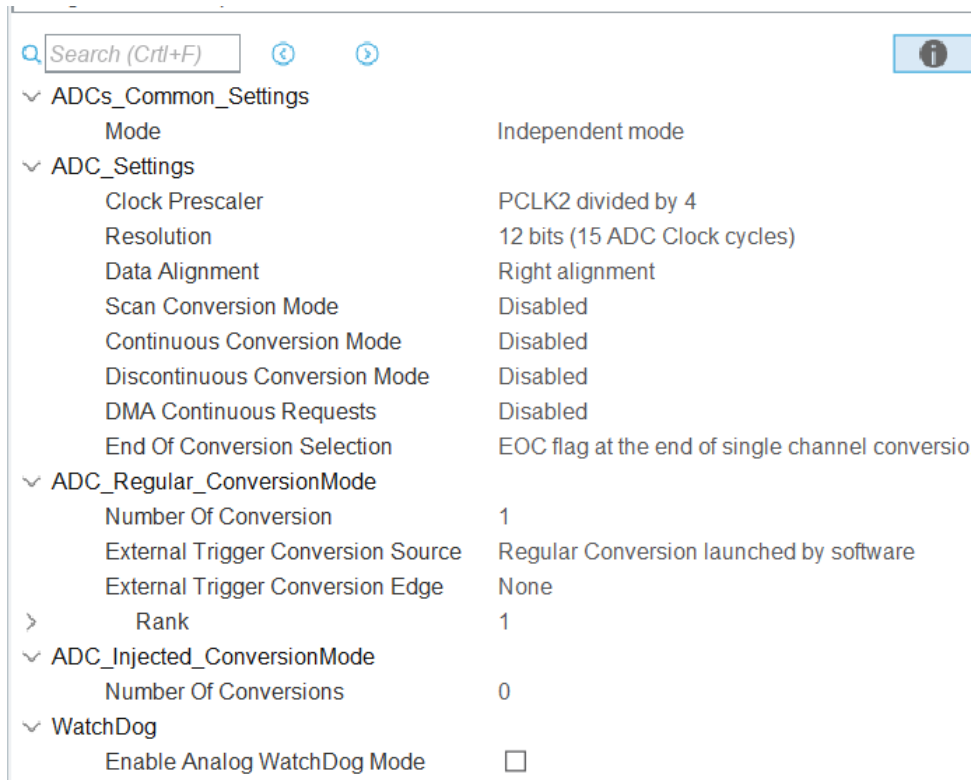 Search (Crtl+F)
ADCs_Common_Settings
Mode Independent mode
ADC_Settings
Clock Prescaler PCLK2 divided by 4
Resolution 12 bits (15 ADC Clock cycles)
Data Alignment Right alignment
Scan Conversion Mode Disabled
Continuous Conversion Mode Disabled
Discontinuous Conversion Mode Disabled
DMA Continuous Requests Disabled
End Of Conversion Selection EOC flag at the end of single channel conversio
ADC_Regular_ConversionMode
Number Of Conversion 1
External Trigger Conversion Source Regular Conversion launched by software
External Trigger Conversion Edge None
Rank 1
ADC_Injected_ConversionMode
Number Of Conversions 0
WatchDog
Enable Analog WatchDog Mode